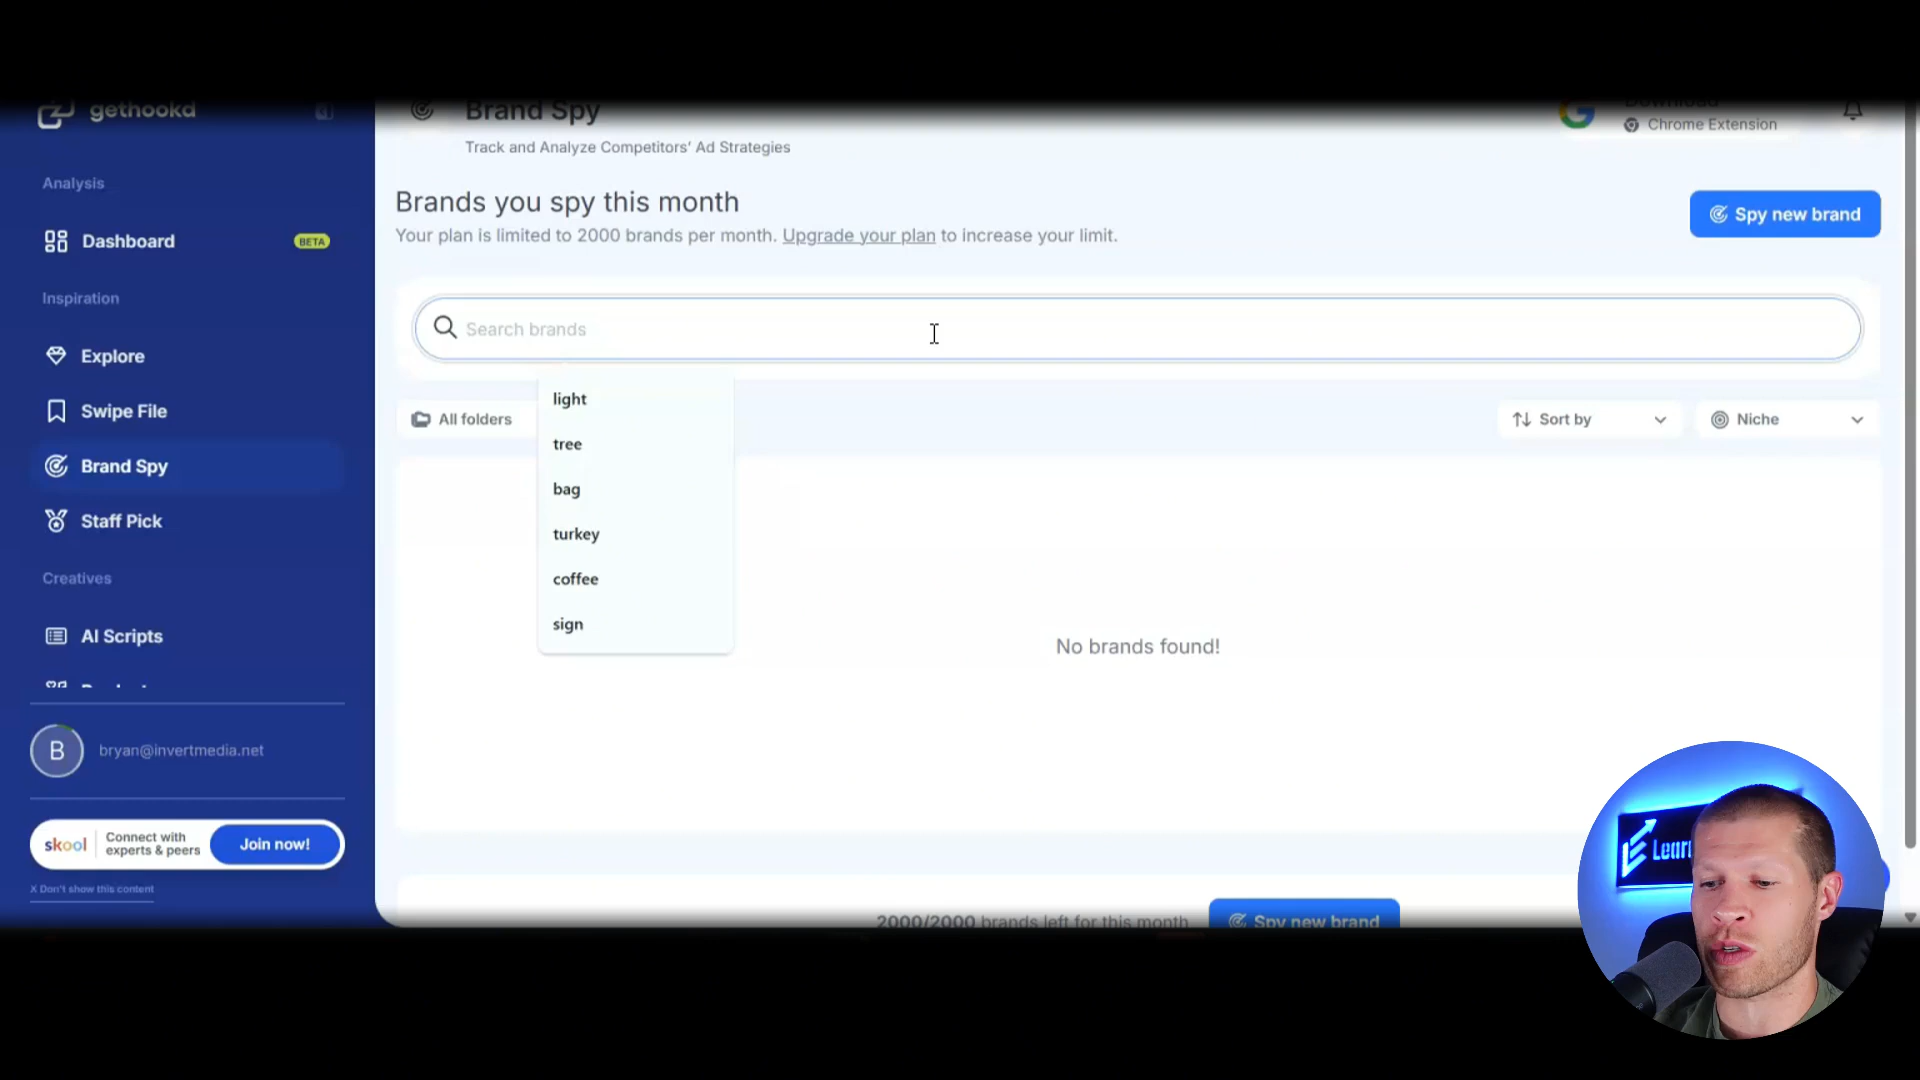 gethookd
Brand Spy
Download
Chrome Extension
Track and Analyze Competitors' Ad Strategies
Analysis
Dashboard
BETA
Inspiration
Explore
Swipe File
Brand Spy
Staff Pick
Creatives
AI Scripts
B
bryan@invertmedia.net
skool
Connect with
experts & peers
Join now!
X Don't show this content
Brands you spy this month
Your plan is limited to 2000 brands per month. Upgrade your plan to increase your limit.
Spy new brand
Search brands
All folders
Sort by
Niche
light
tree
bag
turkey
coffee
sign
No brands found!
2000/2000 brands left for this month
Spy new brand
Learn